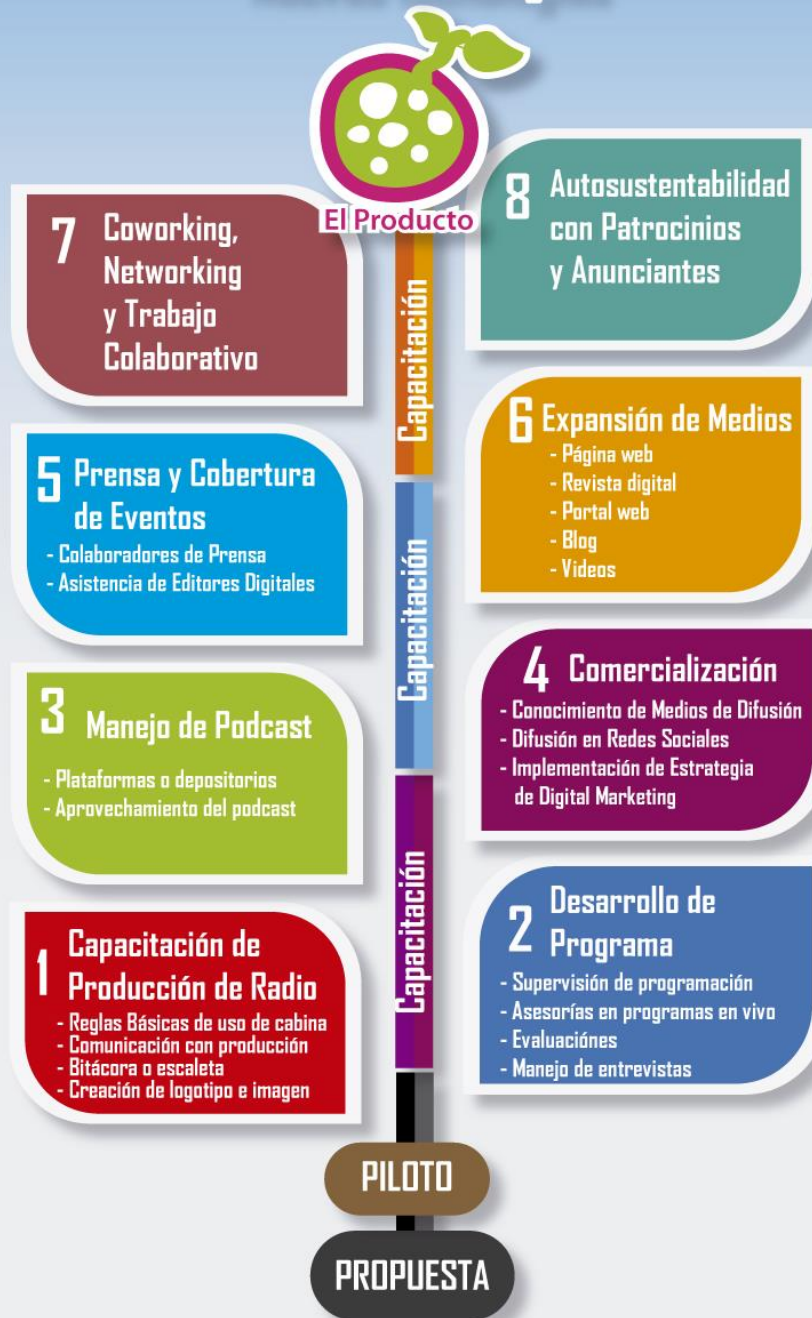 El Producto
8 Autosustentabilidad
con Patrocinios
y Anunciantes
7 Coworking,
Networking
y Trabajo
Colaborativo
Capacitación
6 Expansión de Medios
- Página web
- Revista digital
- Portal web
- Blog
- Videos
5 Prensa y Cobertura
de Eventos
- Colaboradores de Prensa
- Asistencia de Editores Digitales
Capacitación
4 Comercialización
- Conocimiento de Medios de Difusión
- Difusión en Redes Sociales
- Implementación de Estrategia
de Digital Marketing
3 Manejo de Podcast
- Plataformas o depositorios
- Aprovechamiento del podcast
Capacitación
2 Desarrollo de
Programa
- Supervisión de programación
- Asesorías en programas en vivo
- Evaluaciónes
- Manejo de entrevistas
1 Capacitación de
Producción de Radio
- Reglas Básicas de uso de cabina
- Comunicación con producción
- Bitácora o escaleta
- Creación de logotipo e imagen
PILOTO
PROPUESTA